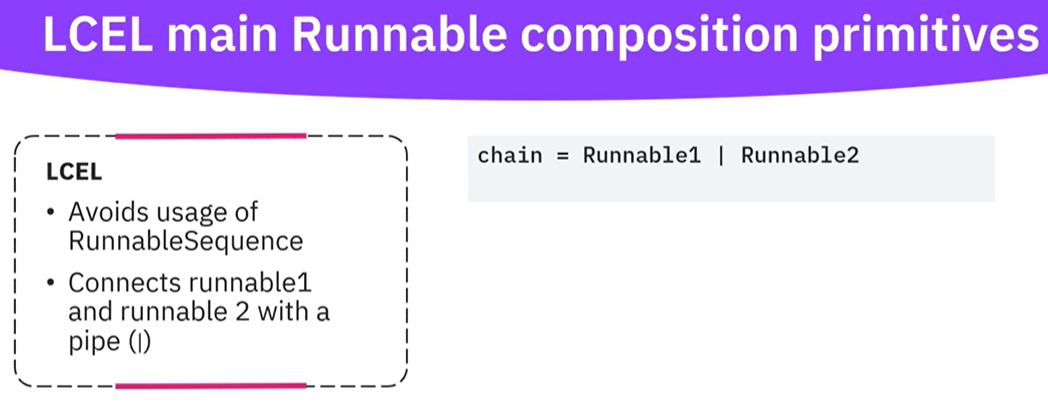 LCEL main Runnable composition primitives
LCEL
• Avoids usage of
RunnableSequence
• Connects runnable1
and runnable 2 with a
pipe (|)
chain = Runnable1 | Runnable2